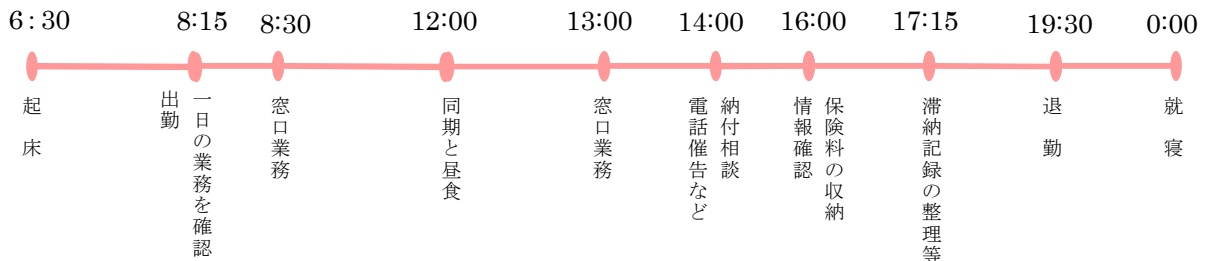 6:30
8:15
8:30
12:00
13:00
14:00
16:00
17:15
19:30
0:00
起床
出勤
一日の業務を確認
窓口業務
同期と昼食
窓口業務
納付相談
電話催告など
保険料の収納
情報確認
滞納記録の整理等
退勤
就寝